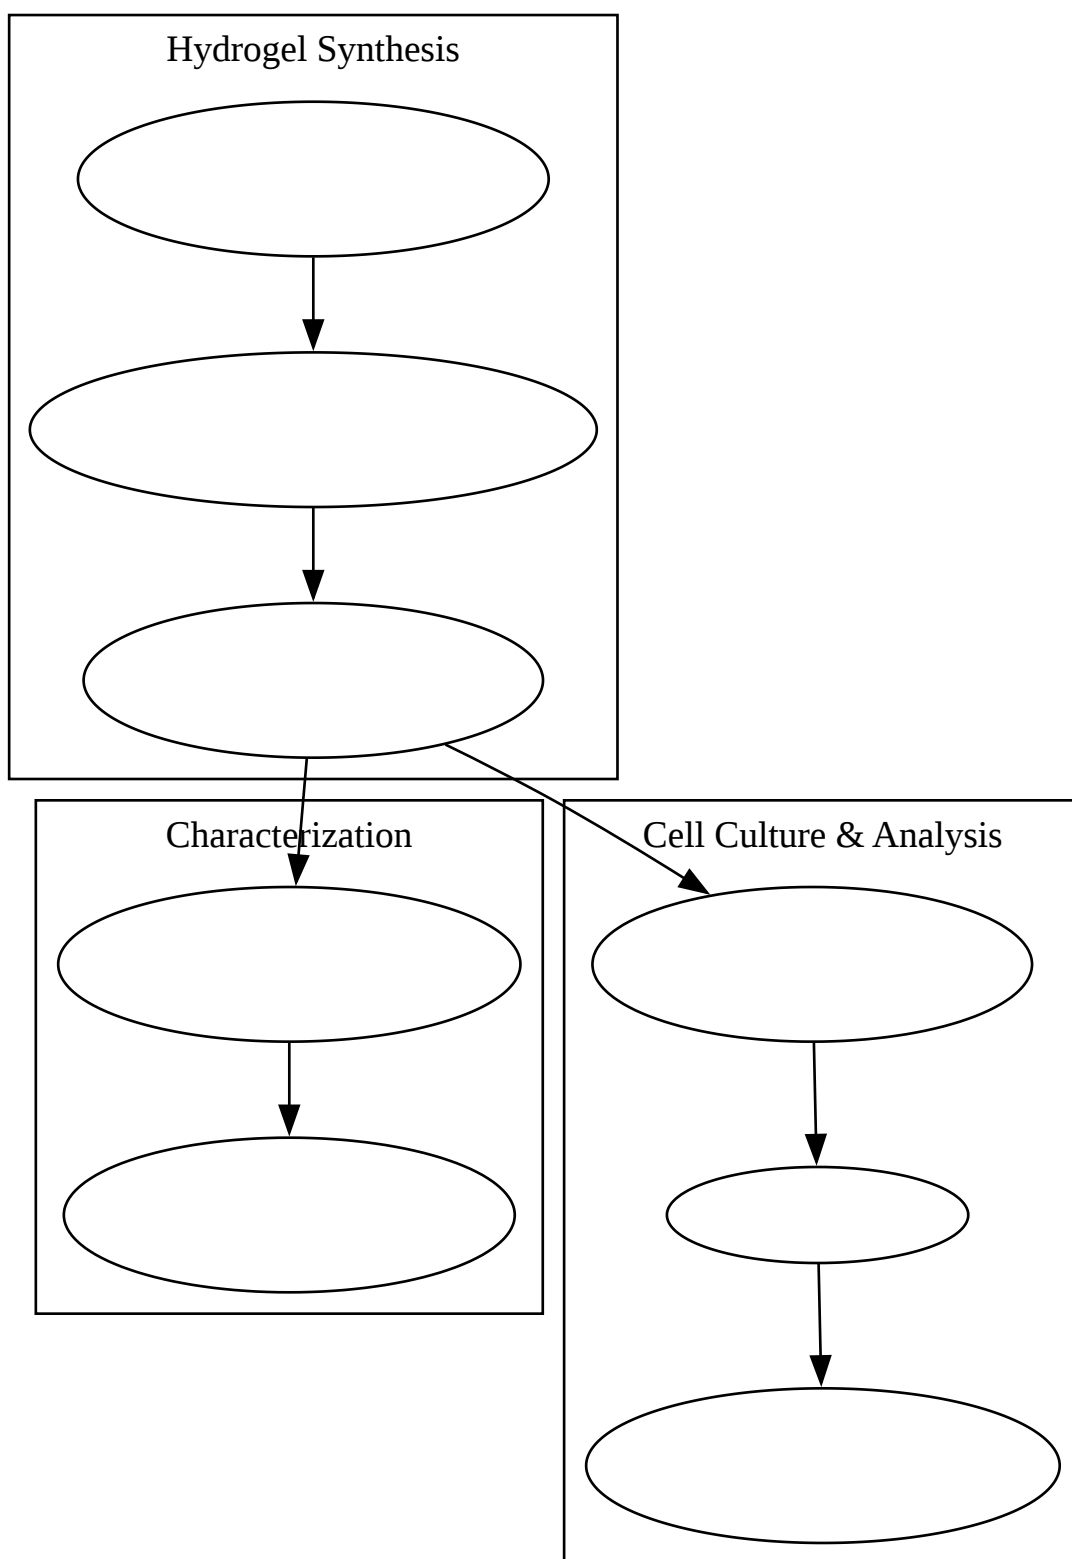 Hydrogel Synthesis
Characterization
Cell Culture & Analysis